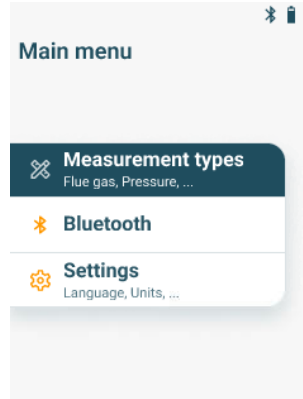 Main menu
Measurement types
Flue gas, Pressure, ...
Bluetooth
Settings
Language, Units, ...